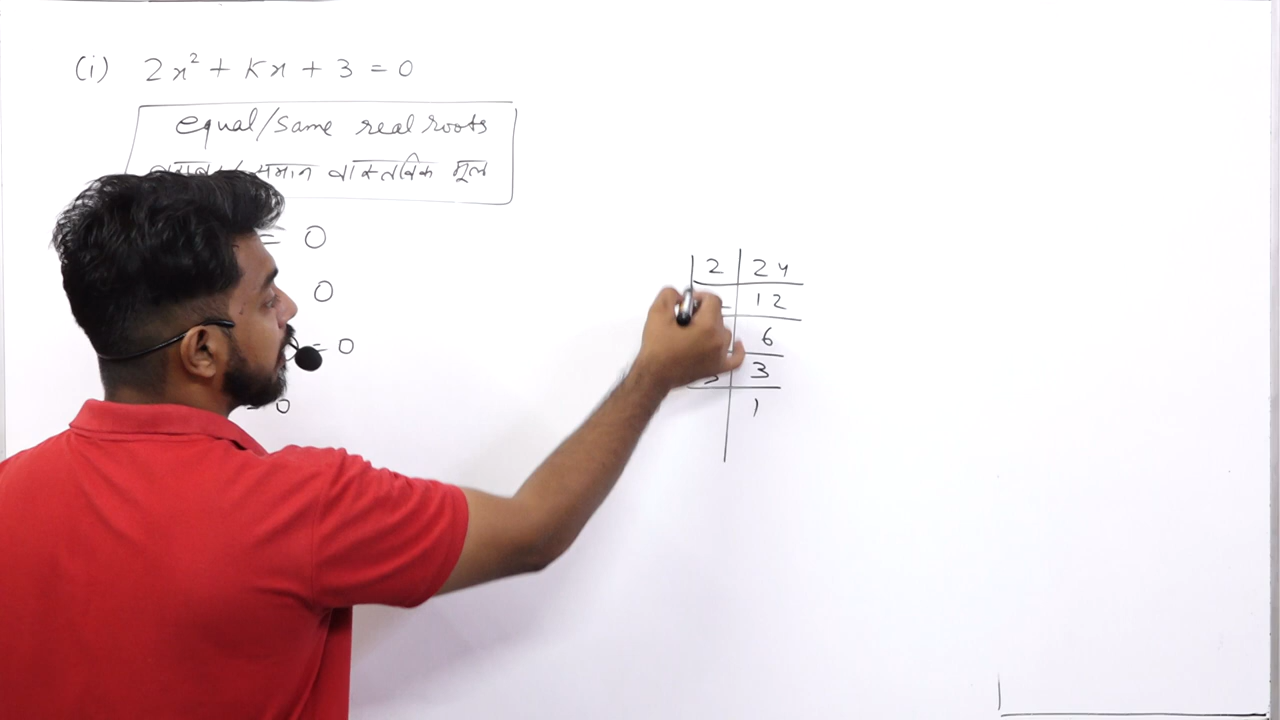 (i) 2x² + Kx + 3 = 0
equal/same real roots
समान वास्तविक मूल
= 0
0
= 0
= 0
2 | 24
12
6
3 | 3
1